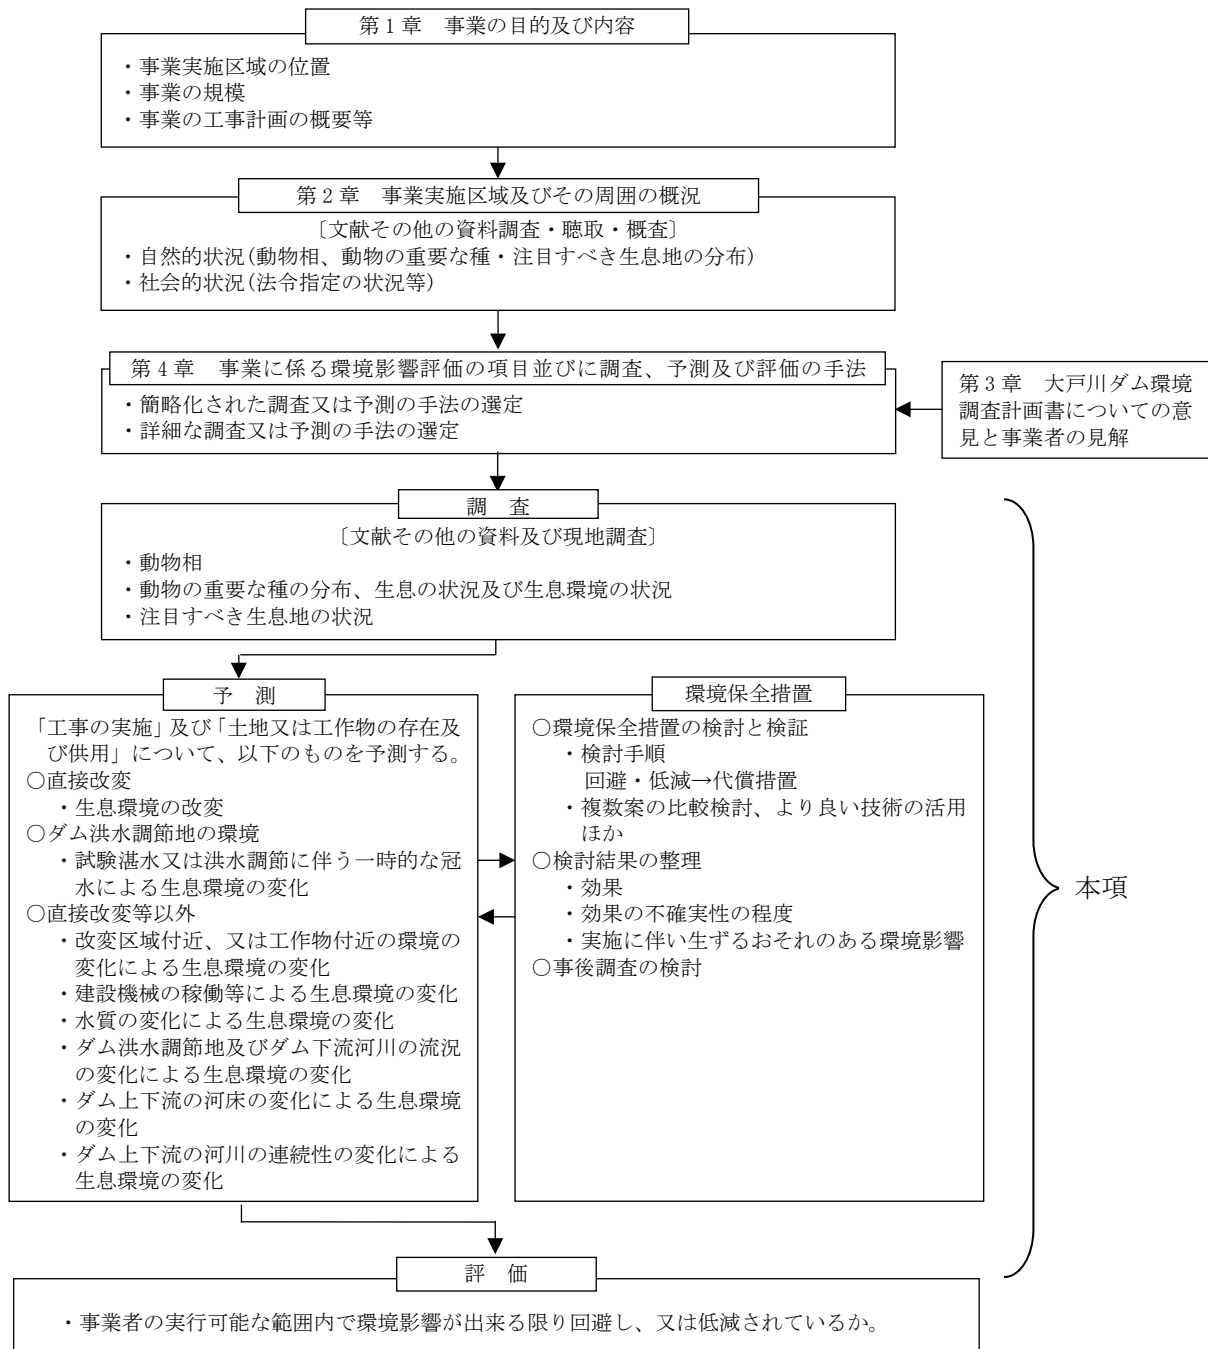 第1章　事業の目的及び内容
・事業実施区域の位置
・事業の規模
・事業の工事計画の概要等
第2章　事業実施区域及びその周囲の概況
〔文献その他の資料調査・聴取・概査〕
・自然的状況(動物相、動物の重要な種・注目すべき生息地の分布)
・社会的状況(法令指定の状況等)
第4章　事業に係る環境影響評価の項目並びに調査、予測及び評価の手法
・簡略化された調査又は予測の手法の選定
・詳細な調査又は予測の手法の選定
第3章　大戸川ダム環境
調査計画書についての意
見と事業者の見解
調　査
〔文献その他の資料及び現地調査〕
・動物相
・動物の重要な種の分布、生息の状況及び生息環境の状況
・注目すべき生息地の状況
予　測
「工事の実施」及び「土地又は工作物の存在及
び供用」について、以下のものを予測する。
○直接改変
・生息環境の改変
○ダム洪水調節地の環境
・試験湛水又は洪水調節に伴う一時的な冠
水による生息環境の変化
○直接改変等以外
・改変区域付近、又は工作物付近の環境の
変化による生息環境の変化
・建設機械の稼働等による生息環境の変化
・水質の変化による生息環境の変化
・ダム洪水調節地及びダム下流河川の流況
の変化による生息環境の変化
・ダム上下流の河床の変化による生息環境
の変化
・ダム上下流の河川の連続性の変化による
生息環境の変化
環境保全措置
○環境保全措置の検討と検証
・検討手順
回避・低減→代償措置
・複数案の比較検討、より良い技術の活用
ほか
○検討結果の整理
・効果
・効果の不確実性の程度
・実施に伴い生ずるおそれのある環境影響
○事後調査の検討
本項
評　価
・事業者の実行可能な範囲内で環境影響が出来る限り回避し、又は低減されているか。